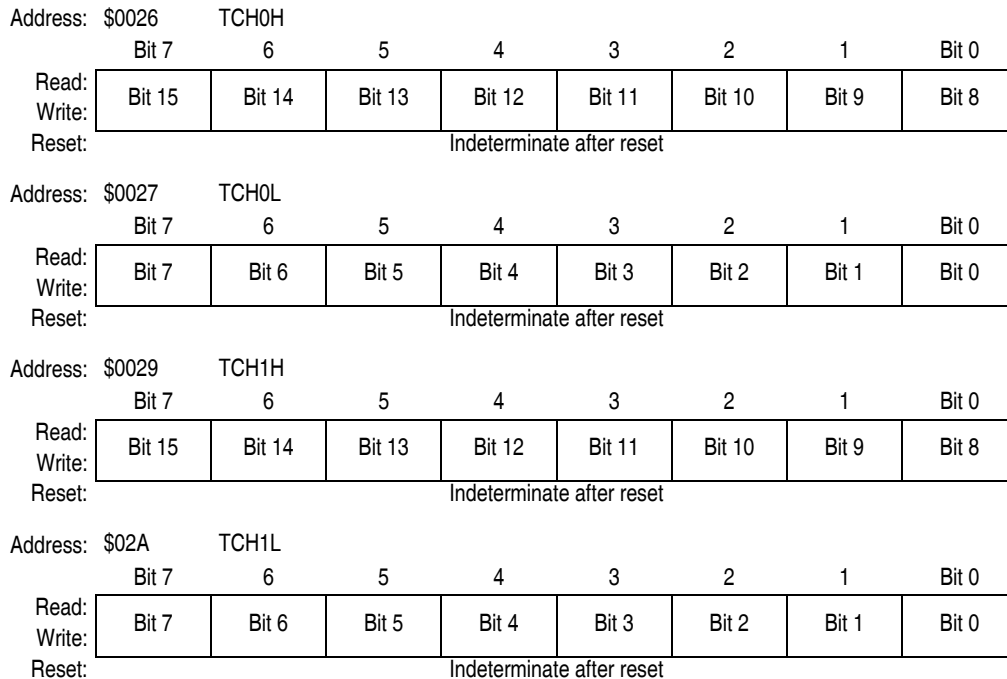 Address: $0026 TCH0H
Bit 7 6 5 4 3 2 1 Bit 0
Read:
Write:
Bit 15 Bit 14 Bit 13 Bit 12 Bit 11 Bit 10 Bit 9 Bit 8
Reset: Indeterminate after reset
Address: $0027 TCH0L
Bit 7 6 5 4 3 2 1 Bit 0
Read:
Write:
Bit 7 Bit 6 Bit 5 Bit 4 Bit 3 Bit 2 Bit 1 Bit 0
Reset: Indeterminate after reset
Address: $0029 TCH1H
Bit 7 6 5 4 3 2 1 Bit 0
Read:
Write:
Bit 15 Bit 14 Bit 13 Bit 12 Bit 11 Bit 10 Bit 9 Bit 8
Reset: Indeterminate after reset
Address: $02A TCH1L
Bit 7 6 5 4 3 2 1 Bit 0
Read:
Write:
Bit 7 Bit 6 Bit 5 Bit 4 Bit 3 Bit 2 Bit 1 Bit 0
Reset: Indeterminate after reset